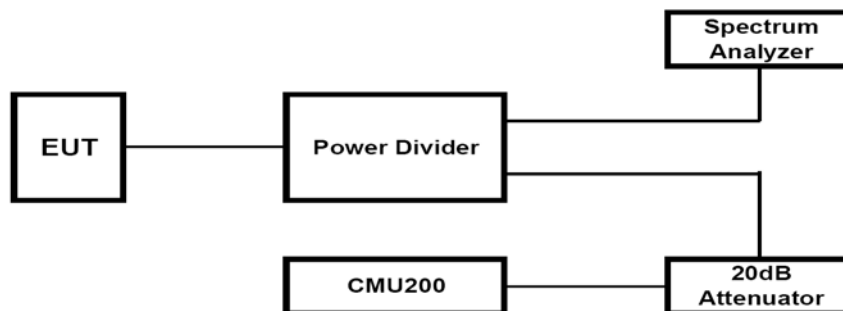 Spectrum
Analyzer
EUT
Power Divider
CMU200
20dB
Attenuator